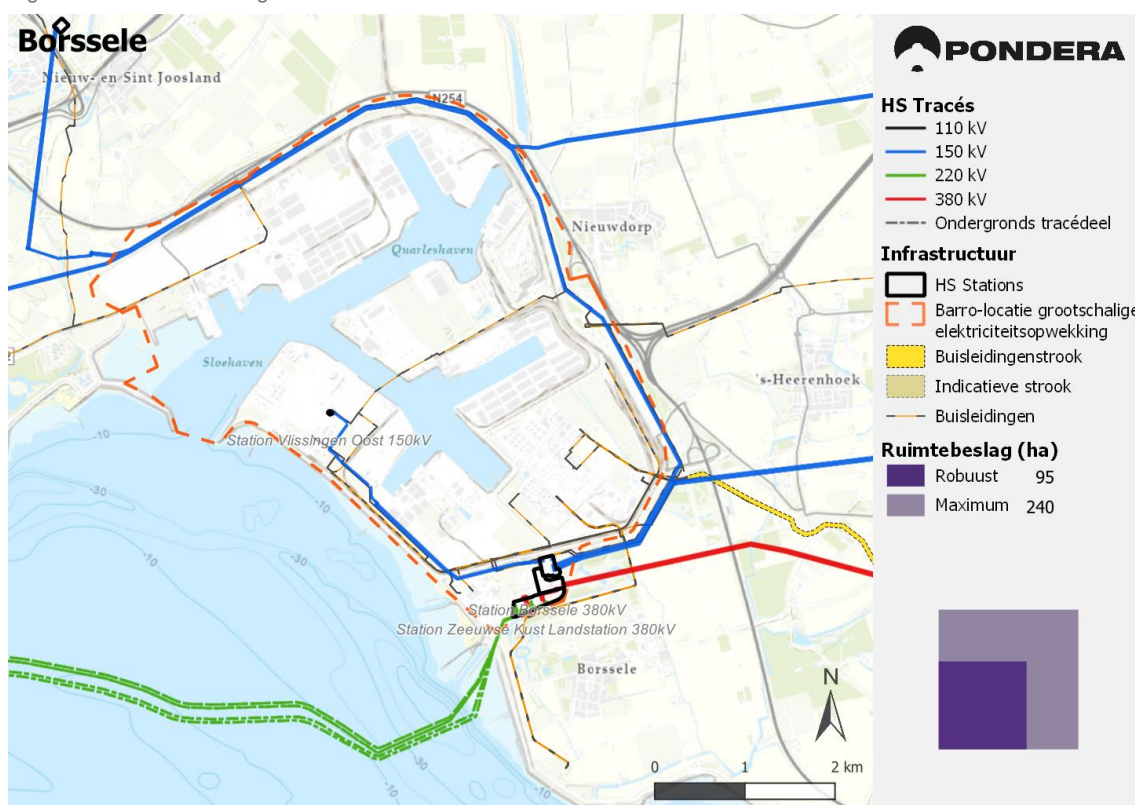 Borssele
Nieuw- en Sint Joosland
N254
Quarleshaven
Nieuwdorp
Sloehaven
's-Heerenhoek
Station Vlissingen Oost 150kV
-10
-30
-10
-10
Station Borssele 380kV
Station Zeeuwse Kust Landstation 380kV
Borssele
-30
-10
-30
N
0 1 2 km
PONDERA
HS Tracés
110 kV
150 kV
220 kV
380 kV
Ondergronds tracédeel
Infrastructuur
HS Stations
Barro-locatie grootschalige
elektriciteitsopwekking
Buisleidingenstrook
Indicatieve strook
Buisleidingen
Ruimtebeslag (ha)
Robuust 95
Maximum 240